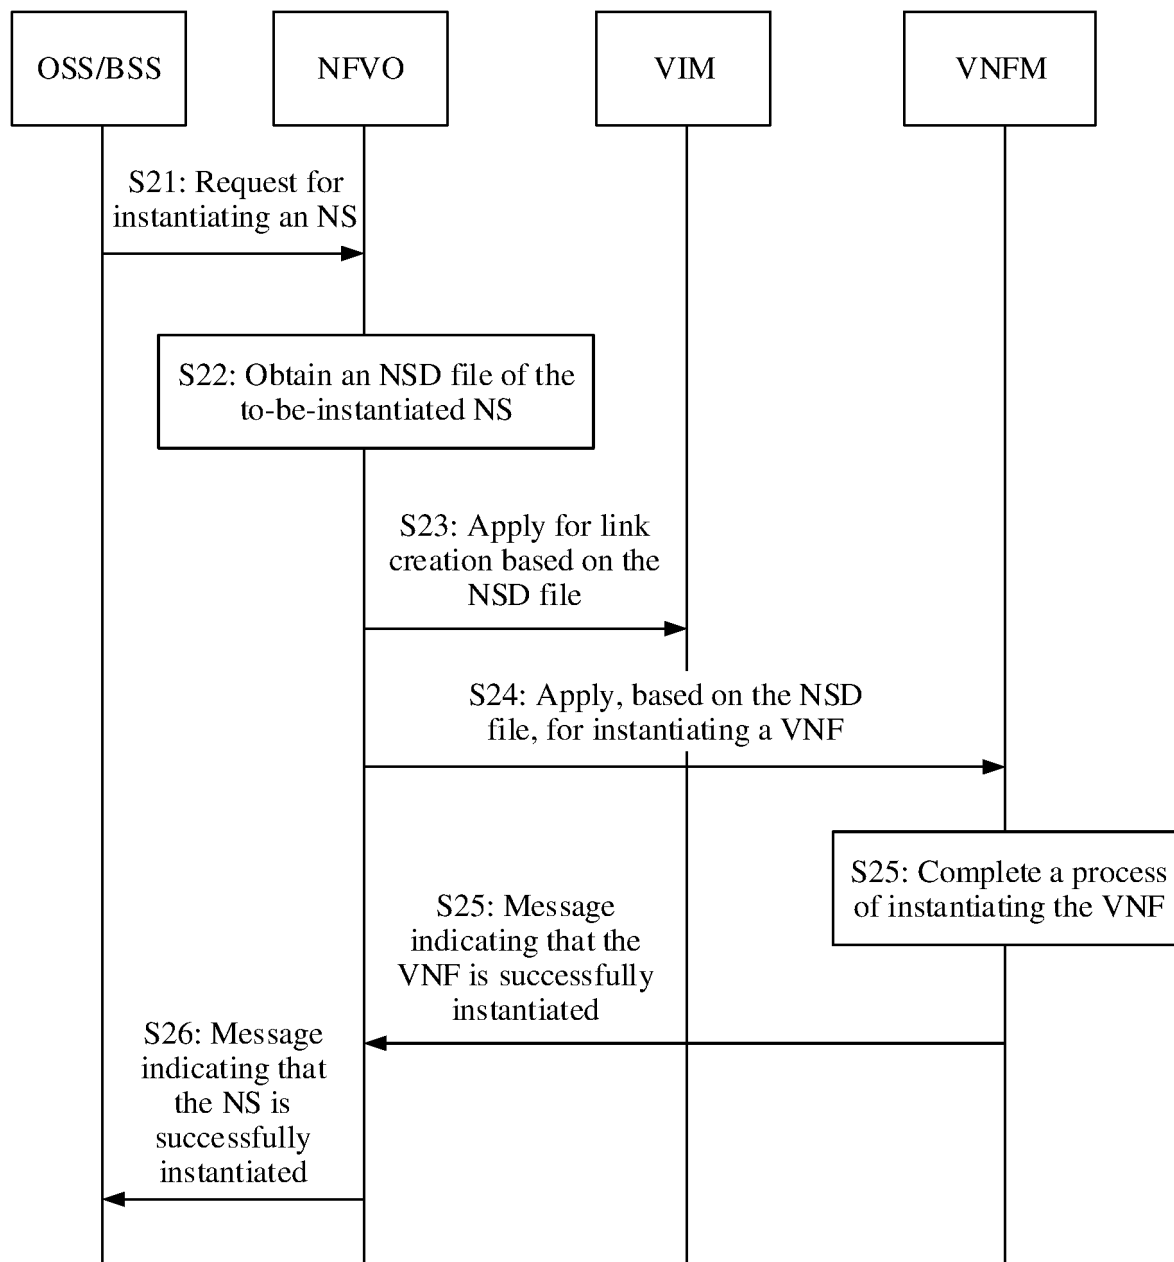 OSS/BSS
NFVO
VIM
VNFM
S21: Request for
instantiating an NS
S22: Obtain an NSD file of the
to-be-instantiated NS
S23: Apply for link
creation based on the
NSD file
S24: Apply, based on the NSD
file, for instantiating a VNF
S25: Complete a process
of instantiating the VNF
S25: Message
indicating that the
VNF is successfully
instantiated
S26: Message
indicating that
the NS is
successfully
instantiated